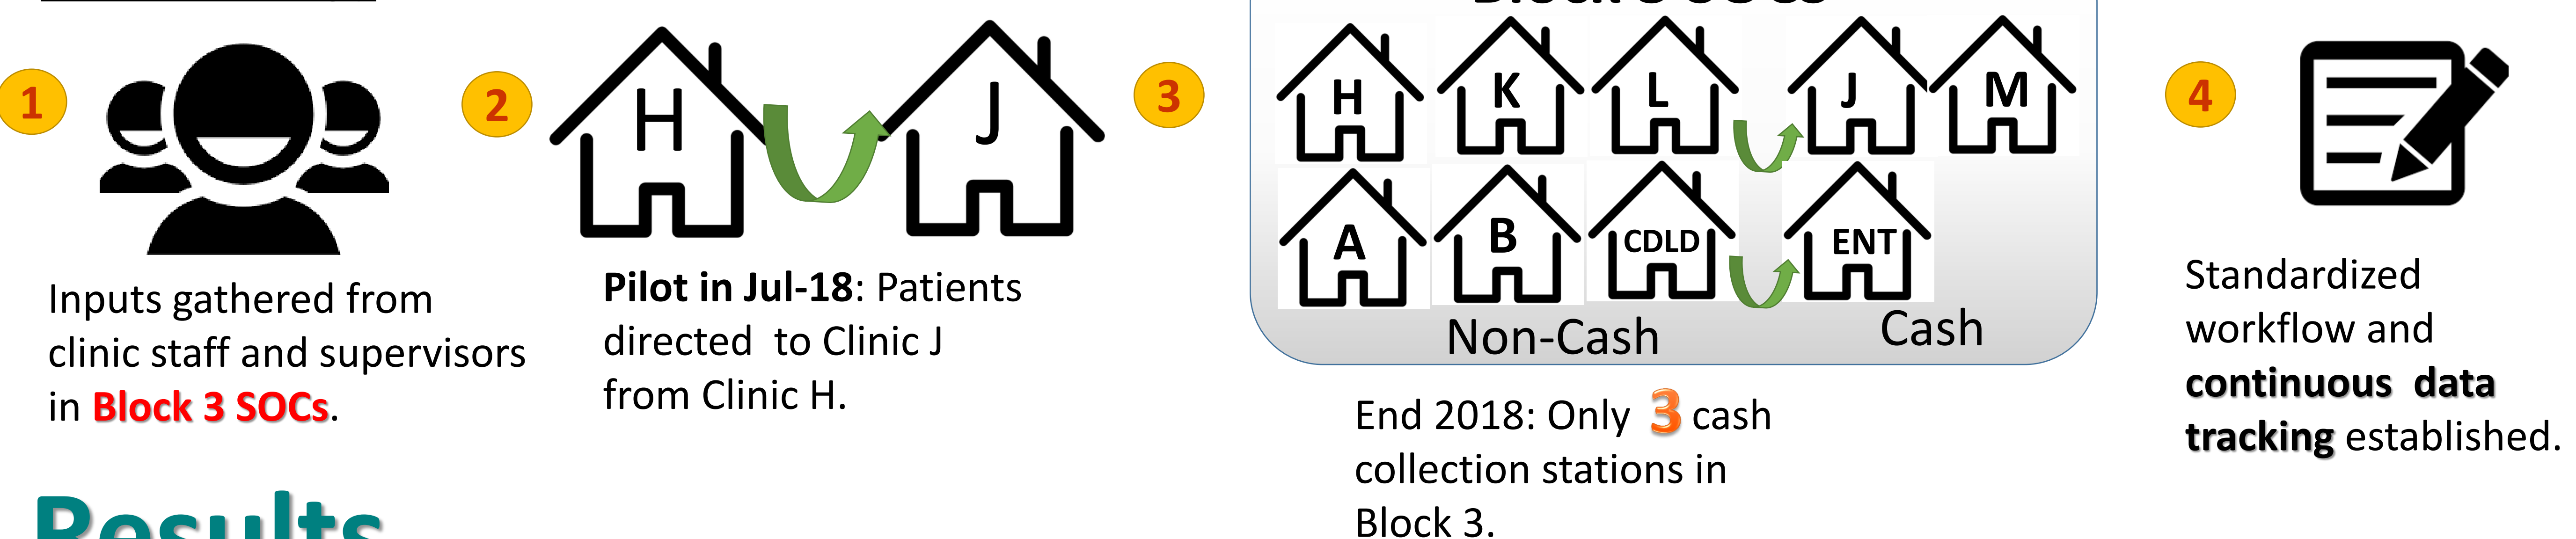 1
Inputs gathered from
clinic staff and supervisors
in Block 3 SOCs.
2
H J
Pilot in Jul-18: Patients
directed to Clinic J
from Clinic H.
3
H K L J M
A B CDLD ENT
Non-Cash Cash
End 2018: Only 3 cash
collection stations in
Block 3.
4
Standardized
workflow and
continuous data
tracking established.
Results